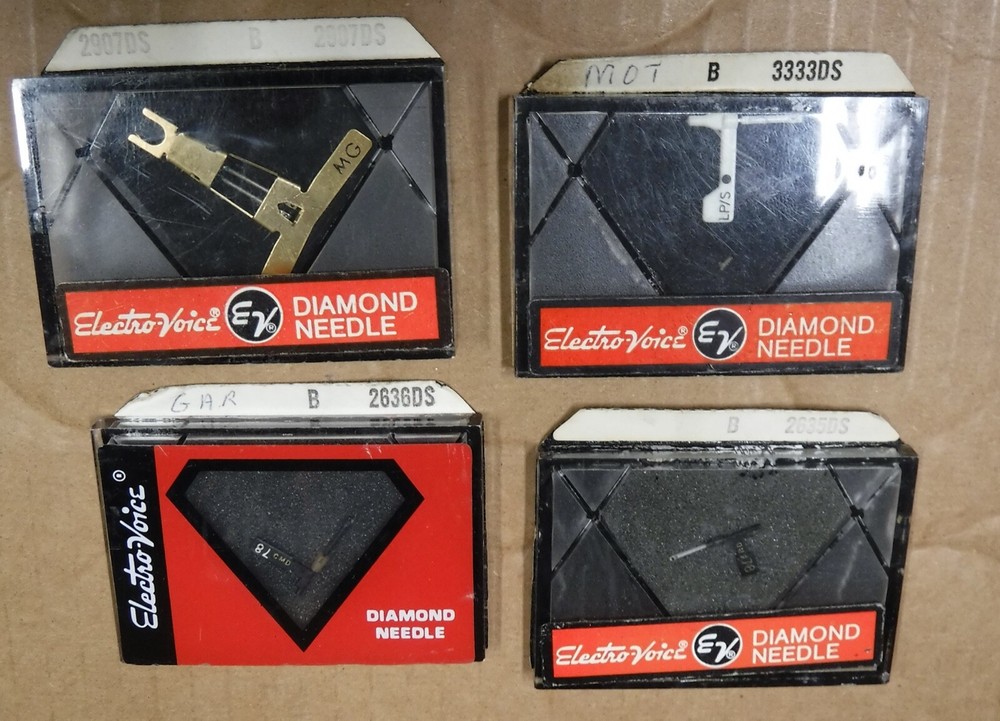 2907DS B 2907DS
MG
Electro-Voice® EV® DIAMOND
NEEDLE
MOT B 3333DS
LP/S
Electro-Voice® EV® DIAMOND
NEEDLE
GAR B 2636DS
Electro-Voice®
78
DIAMOND
NEEDLE
B 2635DS
Electro-Voice® EV® DIAMOND
NEEDLE